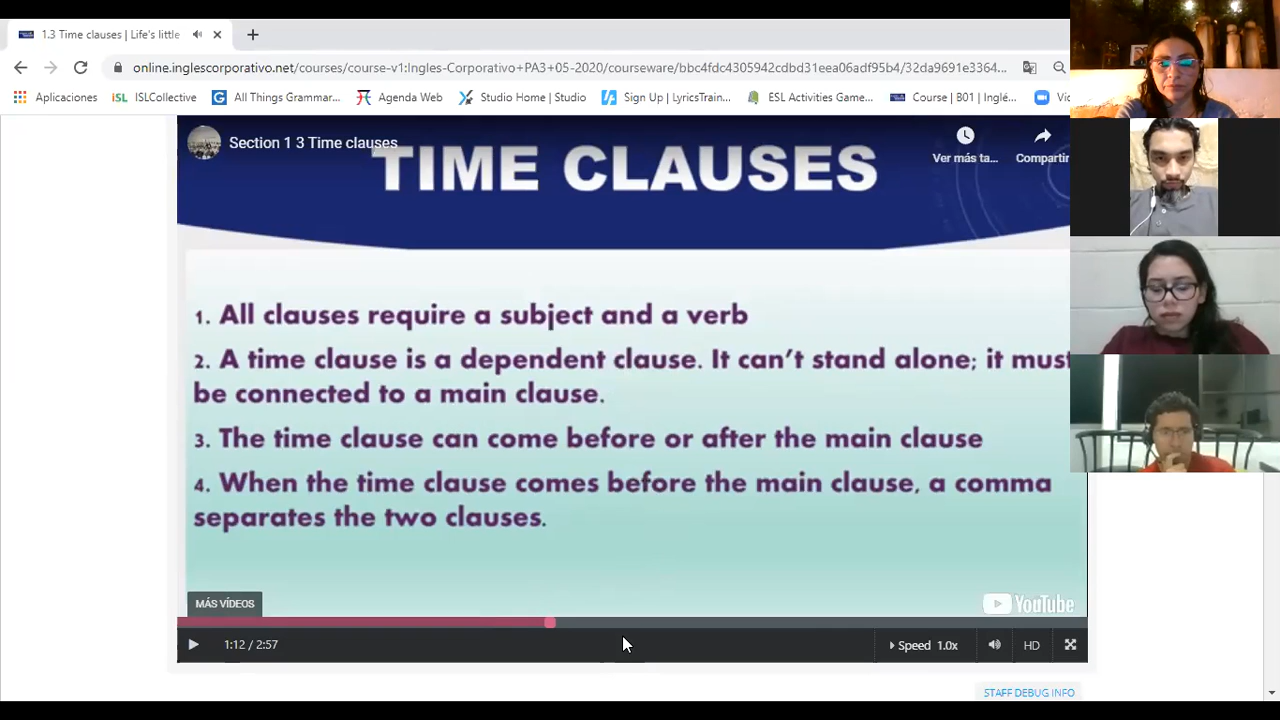 1.3 Time clauses | Life's little
online.inglescorporativo.net/courses/course-v1:Ingles-Corporativo+PA3+05-2020/courseware/bbc4fdc4305942cdbd31eea06adf95b4/32da9691e3364...
Aplicaciones ISLCollective All Things Grammar... Agenda Web Studio Home | Studio Sign Up | LyricsTrain... ESL Activities Game... Course | B01 | Inglé...
Section 1 3 Time clauses
Ver más ta... Compartir
TIME CLAUSES
1. All clauses require a subject and a verb
2. A time clause is a dependent clause. It can't stand alone; it must
be connected to a main clause.
3. The time clause can come before or after the main clause
4. When the time clause comes before the main clause, a comma
separates the two clauses.
MÁS VÍDEOS
YouTube
1:12 / 2:57 Speed 1.0x HD
STAFF DEBUG INFO